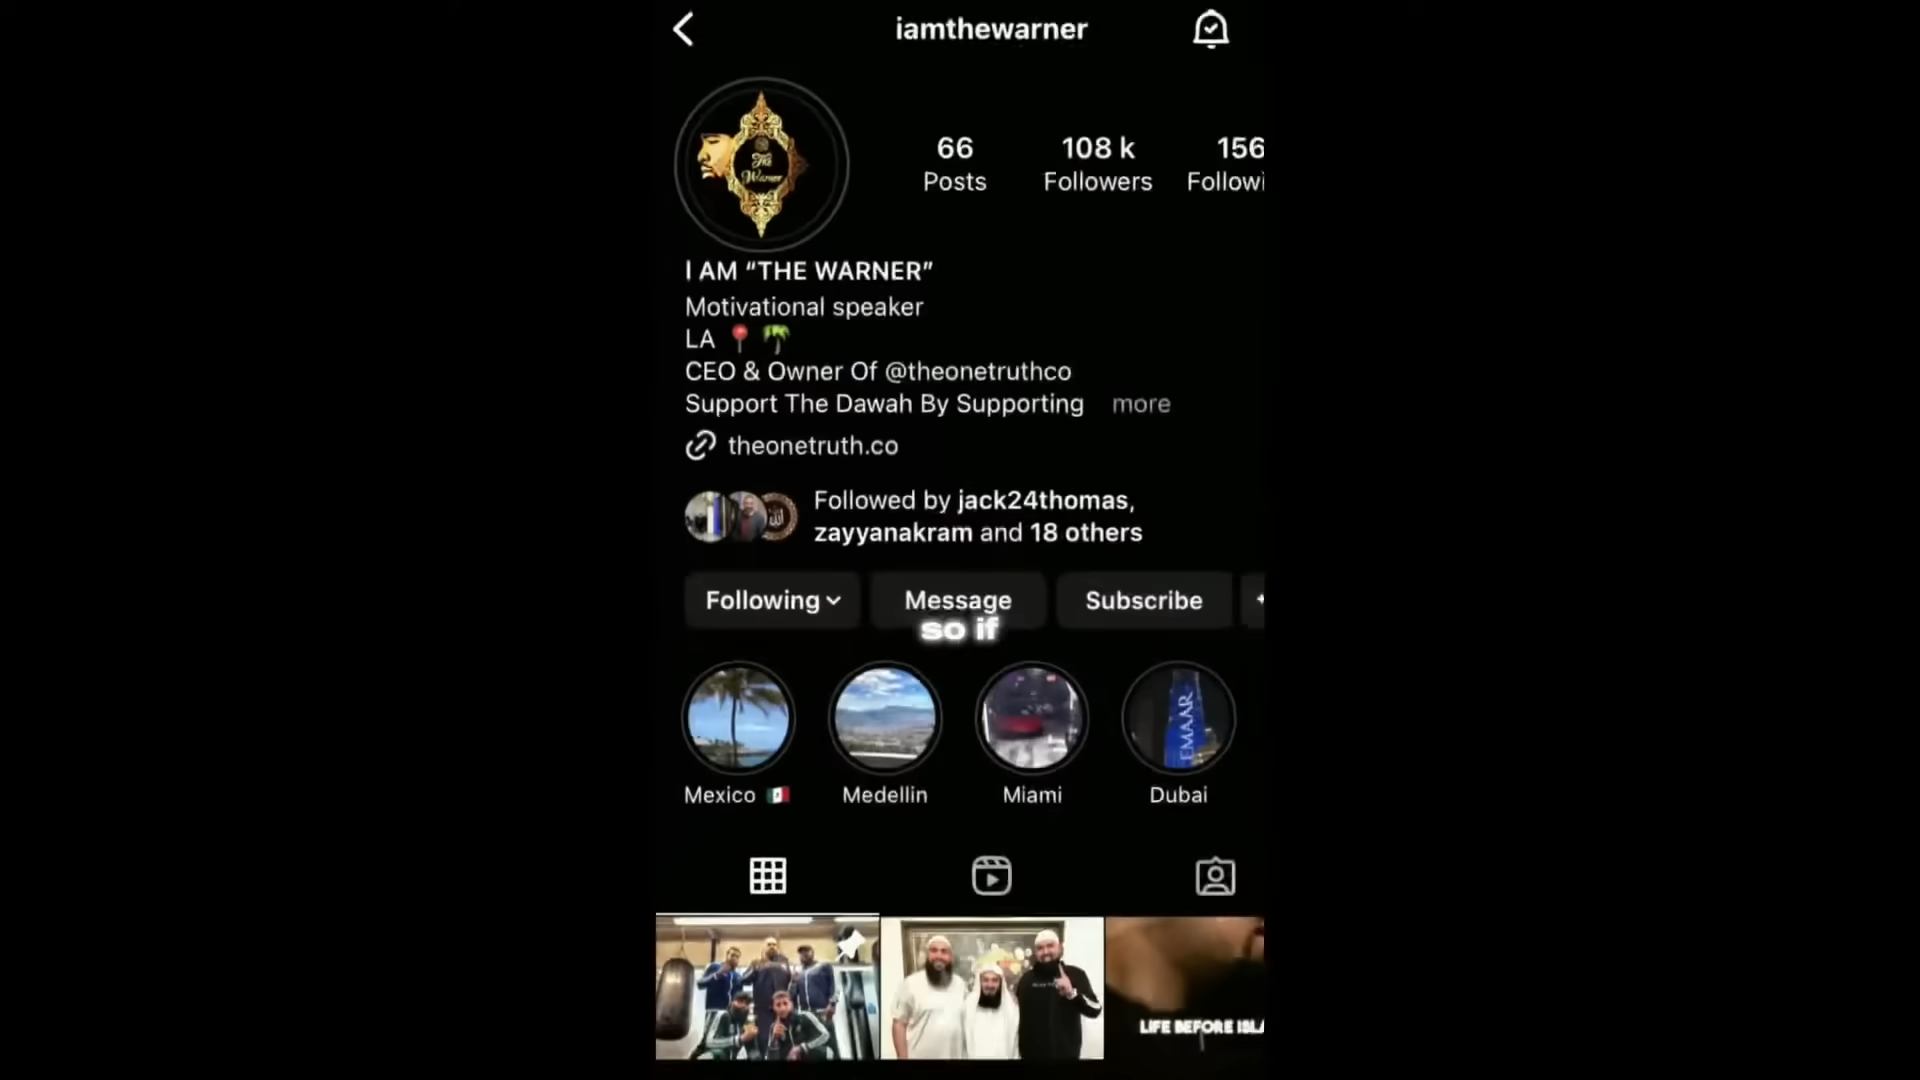 iamthewarner
The
Warner
66
Posts
108 k
Followers
156
Followi
I AM “THE WARNER”
Motivational speaker
LA 📍 🌴
CEO & Owner Of @theonetruthco
Support The Dawah By Supporting more
theonetruth.co
Followed by jack24thomas,
zayyanakram and 18 others
Following
Message
Subscribe
so if
EMAAR
Mexico 🇲🇽
Medellin
Miami
Dubai
LIFE BEFORE ISLA